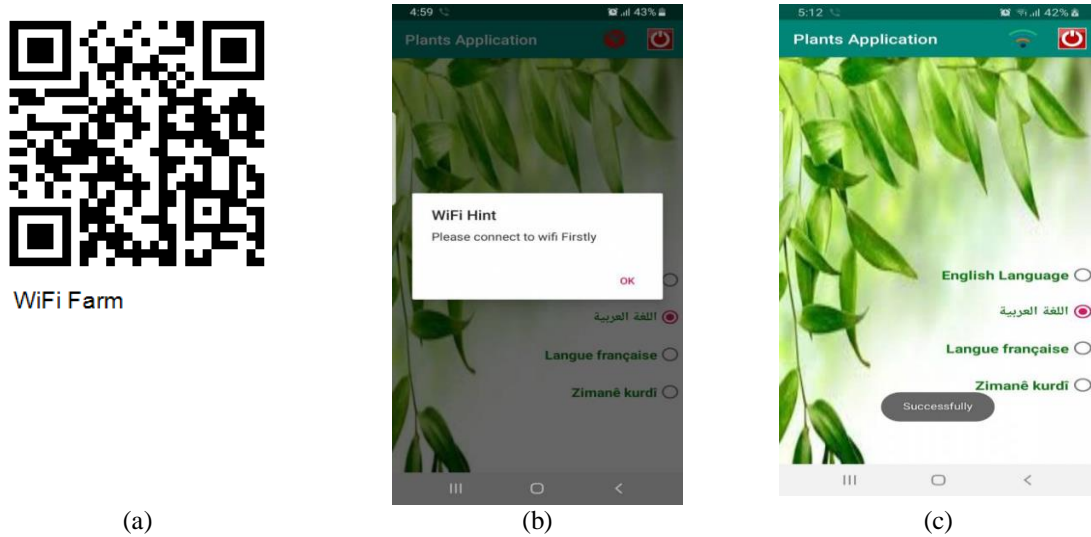 WiFi Farm
(a)
4:59
43%
Plants Application
WiFi Hint
Please connect to wifi Firstly
OK
اللغة العربية
Langue française
Zimanê kurdî
(b)
5:12
42%
Plants Application
English Language
اللغة العربية
Langue française
Zimanê kurdî
Successfully
(c)